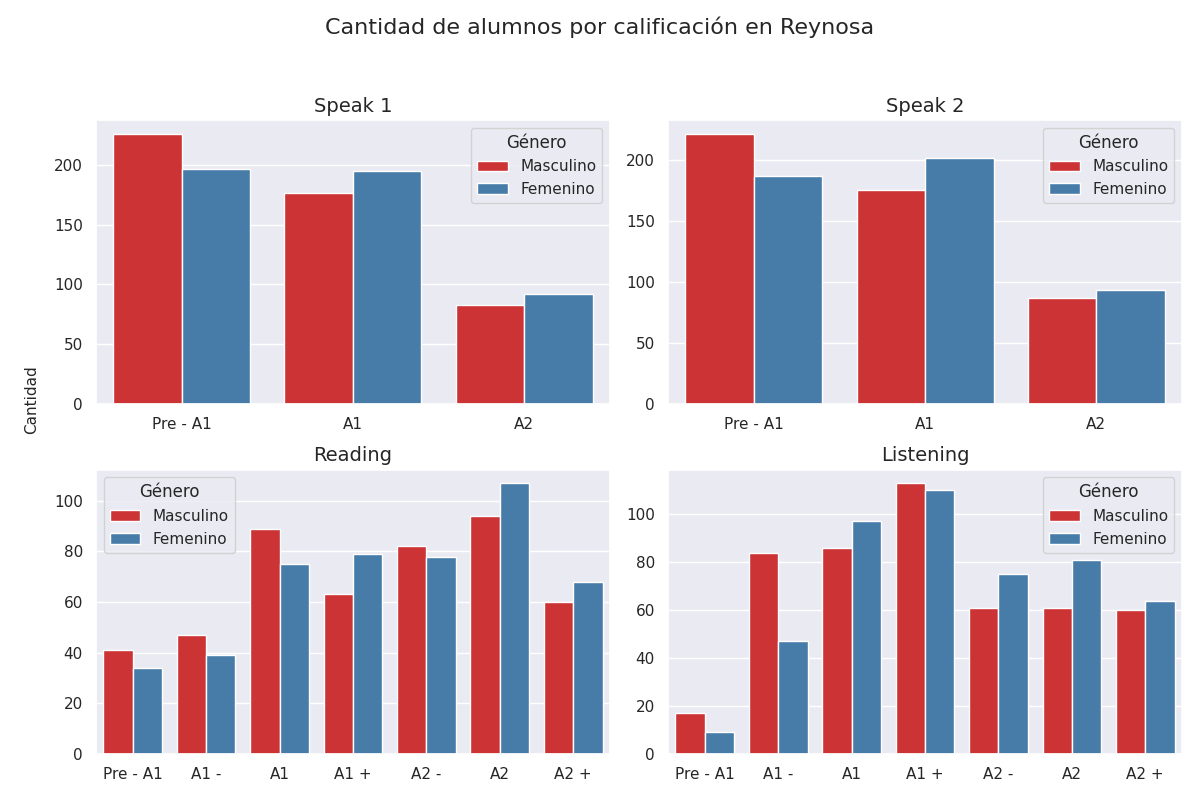 Cantidad de alumnos por calificación en Reynosa
Speak 1
Género
Masculino
Femenino
200
150
100
50
0
Pre - A1
A1
A2
Speak 2
Género
Masculino
Femenino
200
150
100
50
0
Pre - A1
A1
A2
Cantidad
Reading
Género
Masculino
Femenino
100
80
60
40
20
0
Pre - A1
A1 -
A1
A1 +
A2 -
A2
A2 +
Listening
Género
Masculino
Femenino
100
80
60
40
20
0
Pre - A1
A1 -
A1
A1 +
A2 -
A2
A2 +